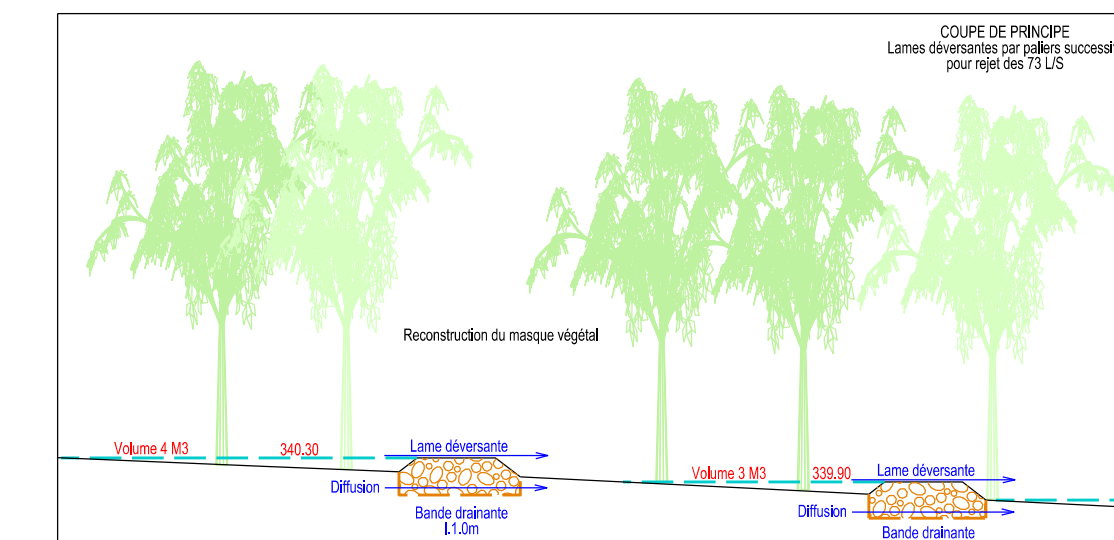 COUPE DE PRINCIPE
Lames déversantes par paliers successi
pour rejet des 73 L/S
Reconstruction du masque végétal
Volume 4 M3
340.30
Lame déversante
Diffusion
Bande drainante
l.1.0m
Volume 3 M3
339.90
Lame déversante
Diffusion
Bande drainante